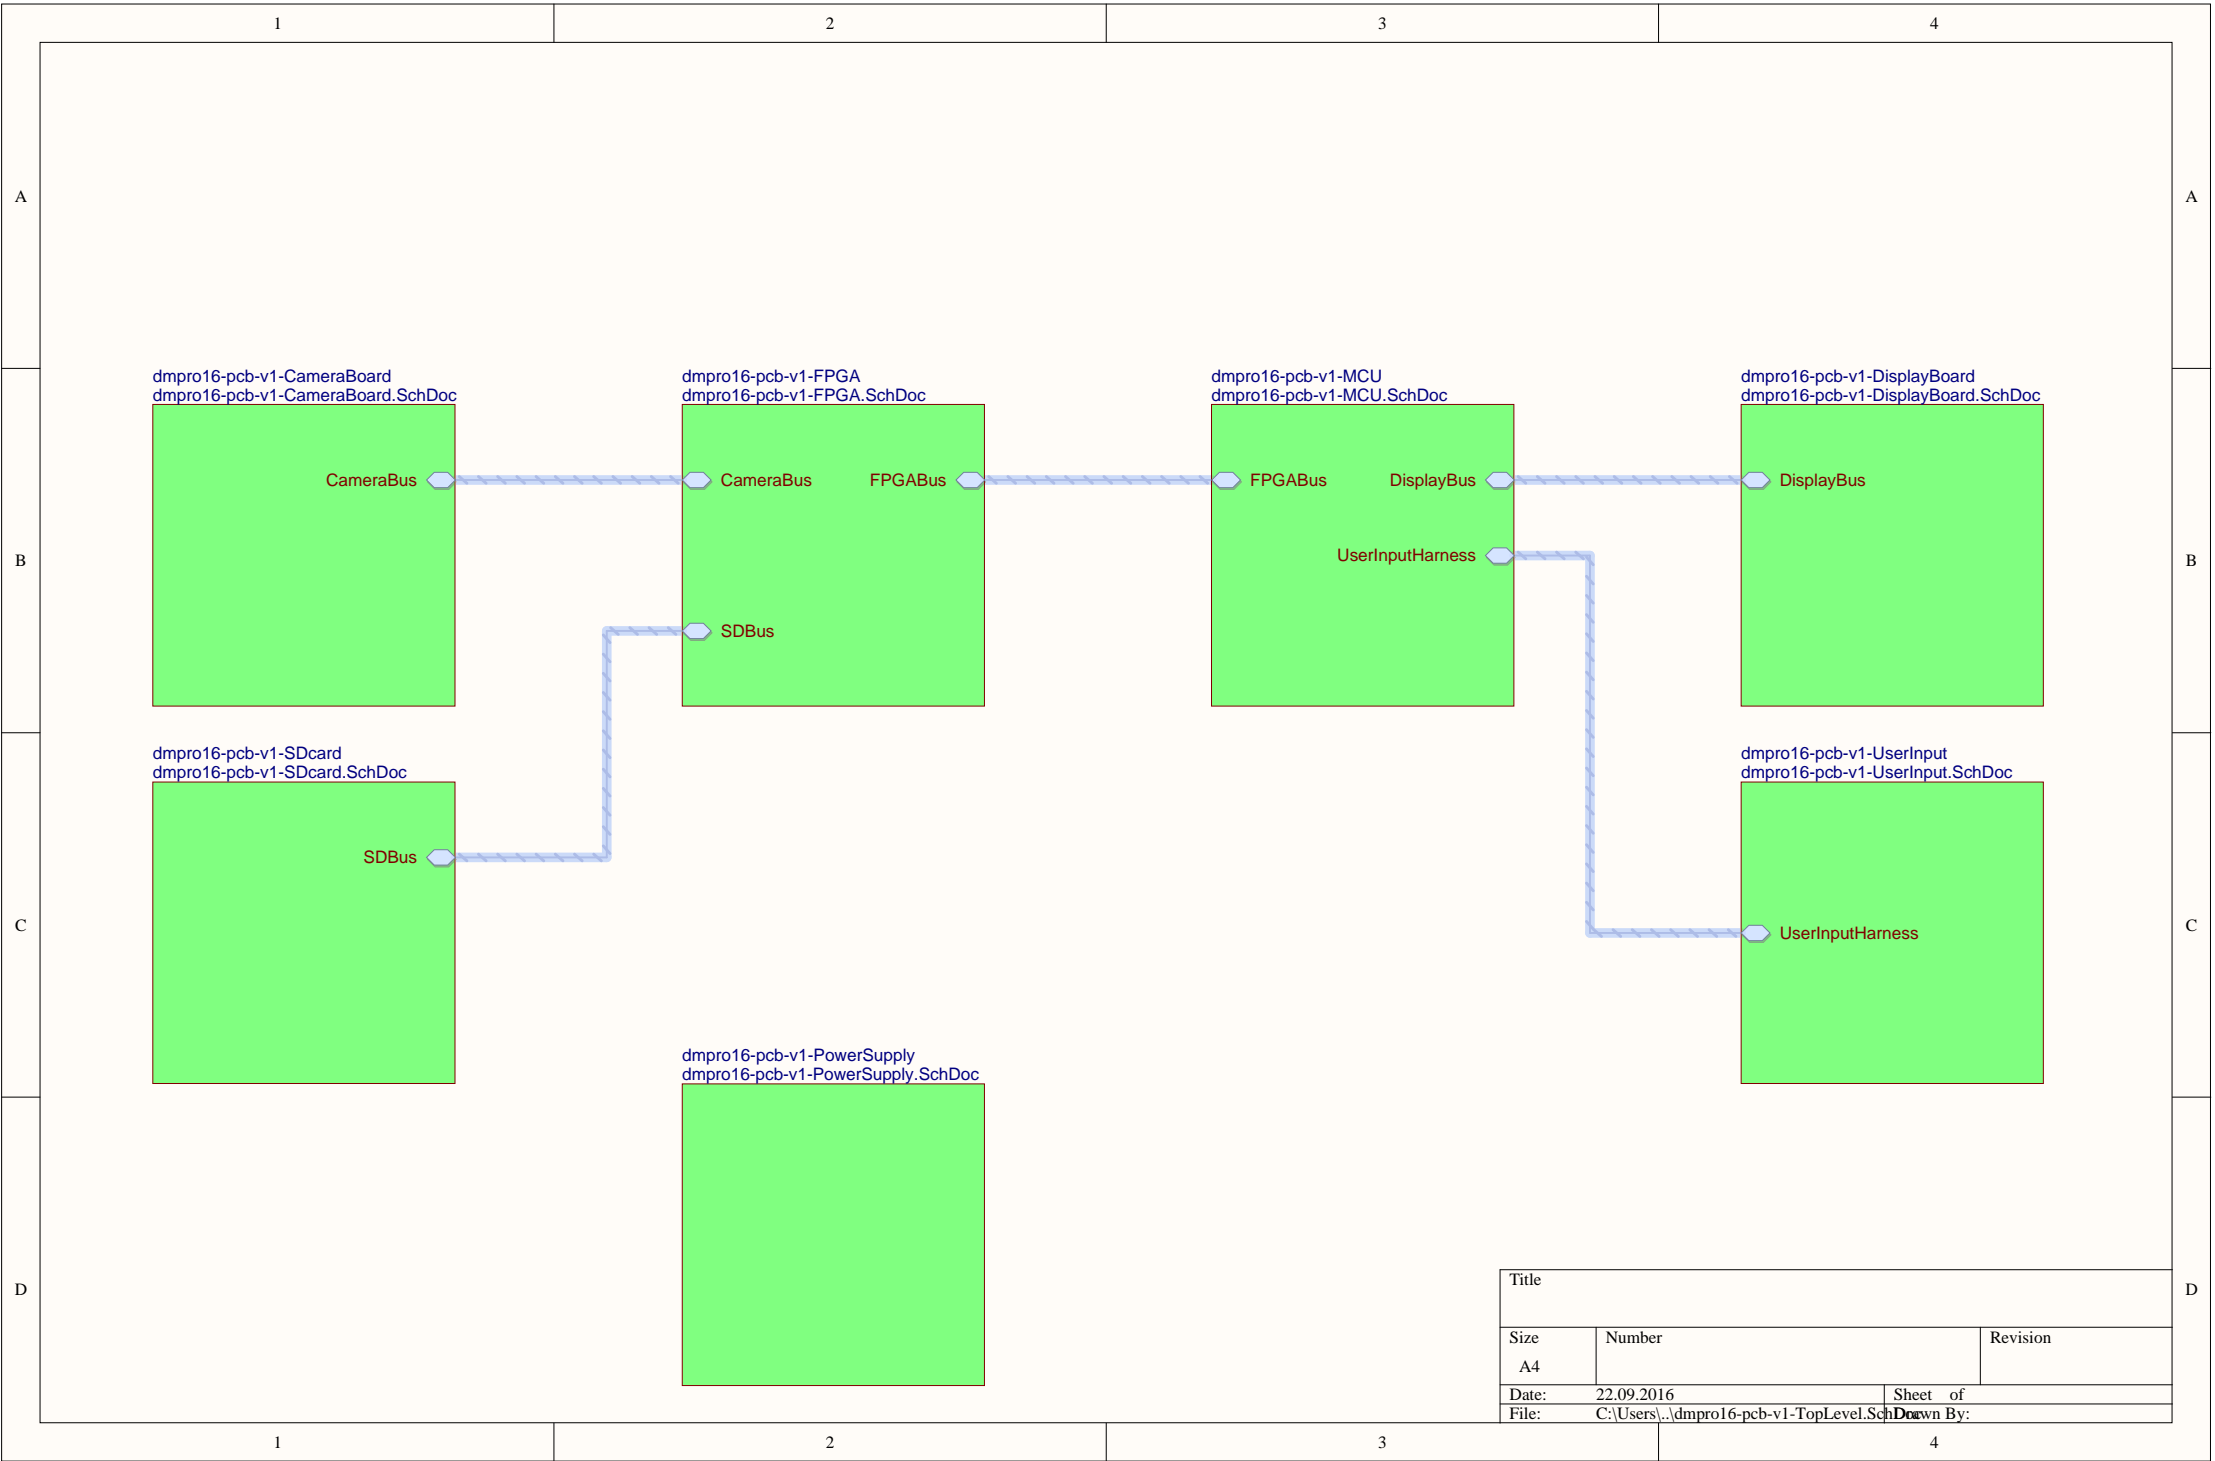 1 2 3 4
A A
dmpro16-pcb-v1-CameraBoard
dmpro16-pcb-v1-CameraBoard.SchDoc
dmpro16-pcb-v1-FPGA
dmpro16-pcb-v1-FPGA.SchDoc
dmpro16-pcb-v1-MCU
dmpro16-pcb-v1-MCU.SchDoc
dmpro16-pcb-v1-DisplayBoard
dmpro16-pcb-v1-DisplayBoard.SchDoc
CameraBus CameraBus FPGABus FPGABus DisplayBus DisplayBus
UserInputHarness
B B
SDBus
dmpro16-pcb-v1-SDcard
dmpro16-pcb-v1-SDcard.SchDoc
dmpro16-pcb-v1-UserInput
dmpro16-pcb-v1-UserInput.SchDoc
SDBus
C C
UserInputHarness
dmpro16-pcb-v1-PowerSupply
dmpro16-pcb-v1-PowerSupply.SchDoc
D D
Title
Size Number Revision
A4
Date: 22.09.2016 Sheet of
File: C:\Users\..\dmpro16-pcb-v1-TopLevel.SchDoc Drawn By:
1 2 3 4